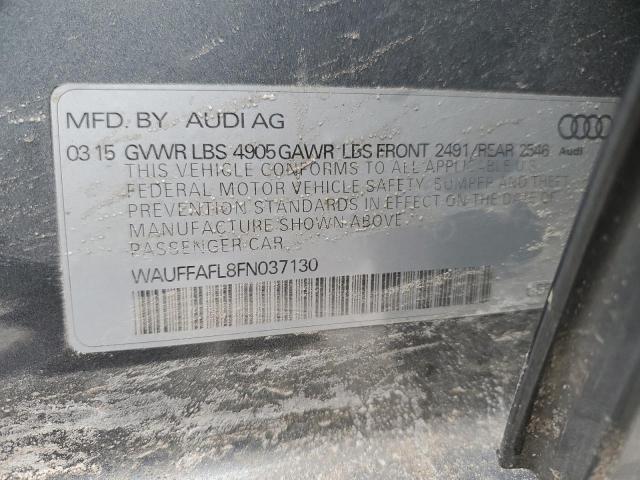 MFD. BY AUDI AG
03 15 GVWR LBS 4905 GAWR LBS FRONT 2491/REAR 2546 Audi
THIS VEHICLE CONFORMS TO ALL APPLICABLE U.S.
FEDERAL MOTOR VEHICLE SAFETY, BUMPER AND THEFT
PREVENTION STANDARDS IN EFFECT ON THE DATE OF
MANUFACTURE SHOWN ABOVE.
PASSENGER CAR.
WAUFFAFL8FN037130